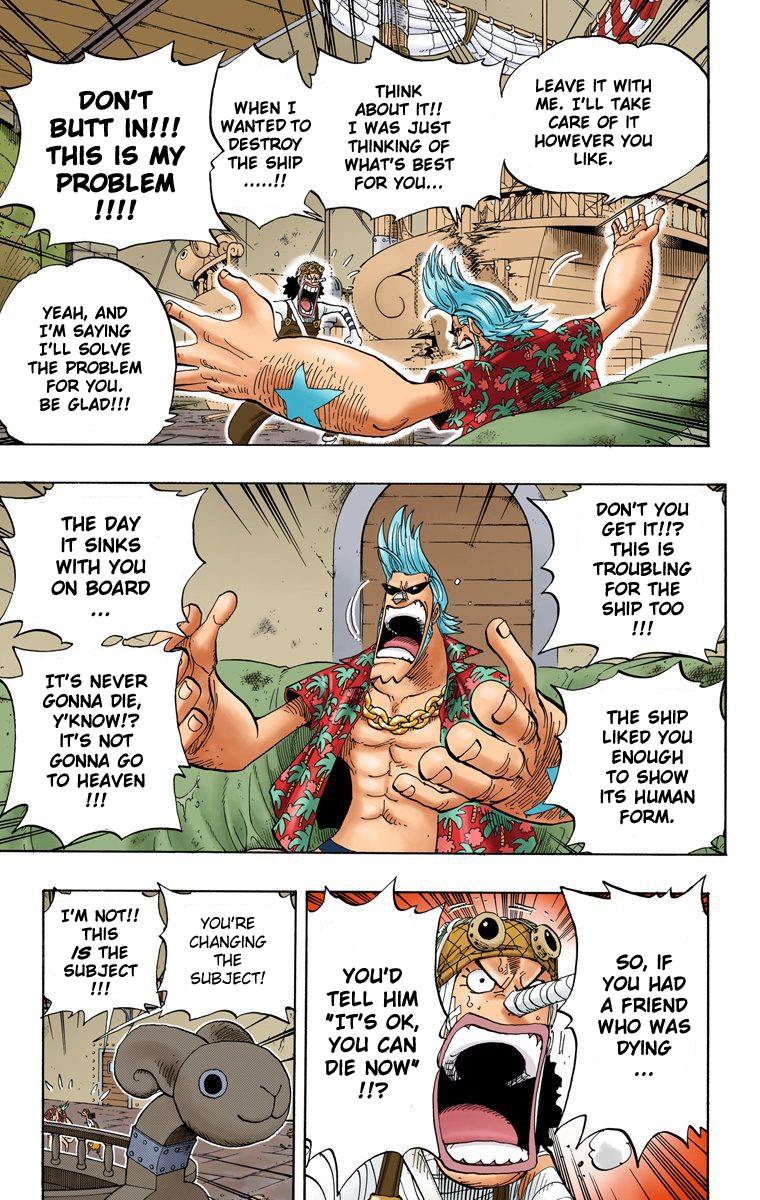 LEAVE IT WITH
ME. I'LL TAKE
CARE OF IT
HOWEVER YOU
LIKE.
THINK
ABOUT IT!!
I WAS JUST
THINKING OF
WHAT'S BEST
FOR YOU...
WHEN I
WANTED TO
DESTROY
THE SHIP
.....!!
DON'T
BUTT IN!!!
THIS IS MY
PROBLEM
!!!!
YEAH, AND
I'M SAYING
I'LL SOLVE
THE PROBLEM
FOR YOU.
BE GLAD!!!
DON'T YOU
GET IT!!?
THIS IS
TROUBLING
FOR THE
SHIP TOO
!!!
THE SHIP
LIKED YOU
ENOUGH
TO SHOW
ITS HUMAN
FORM.
THE DAY
IT SINKS
WITH YOU
ON BOARD
...
IT'S NEVER
GONNA DIE,
Y'KNOW!?
IT'S NOT
GONNA GO
TO HEAVEN
!!!
SO, IF
YOU HAD
A FRIEND
WHO WAS
DYING
...
YOU'D
TELL HIM
"IT'S OK,
YOU CAN
DIE NOW"
!!?
YOU'RE
CHANGING
THE
SUBJECT!
I'M NOT!!
THIS
IS THE
SUBJECT
!!!